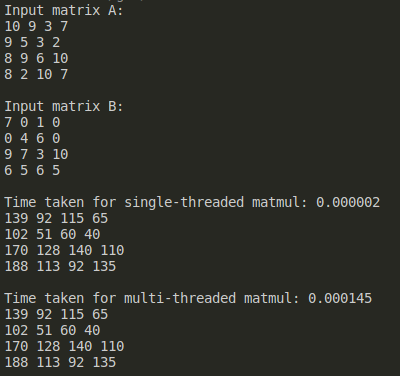 Input matrix A:
10 9 3 7
9 5 3 2
8 9 6 10
8 2 10 7
Input matrix B:
7 0 1 0
0 4 6 0
9 7 3 10
6 5 6 5
Time taken for single-threaded matmul: 0.000002
139 92 115 65
102 51 60 40
170 128 140 110
188 113 92 135
Time taken for multi-threaded matmul: 0.000145
139 92 115 65
102 51 60 40
170 128 140 110
188 113 92 135